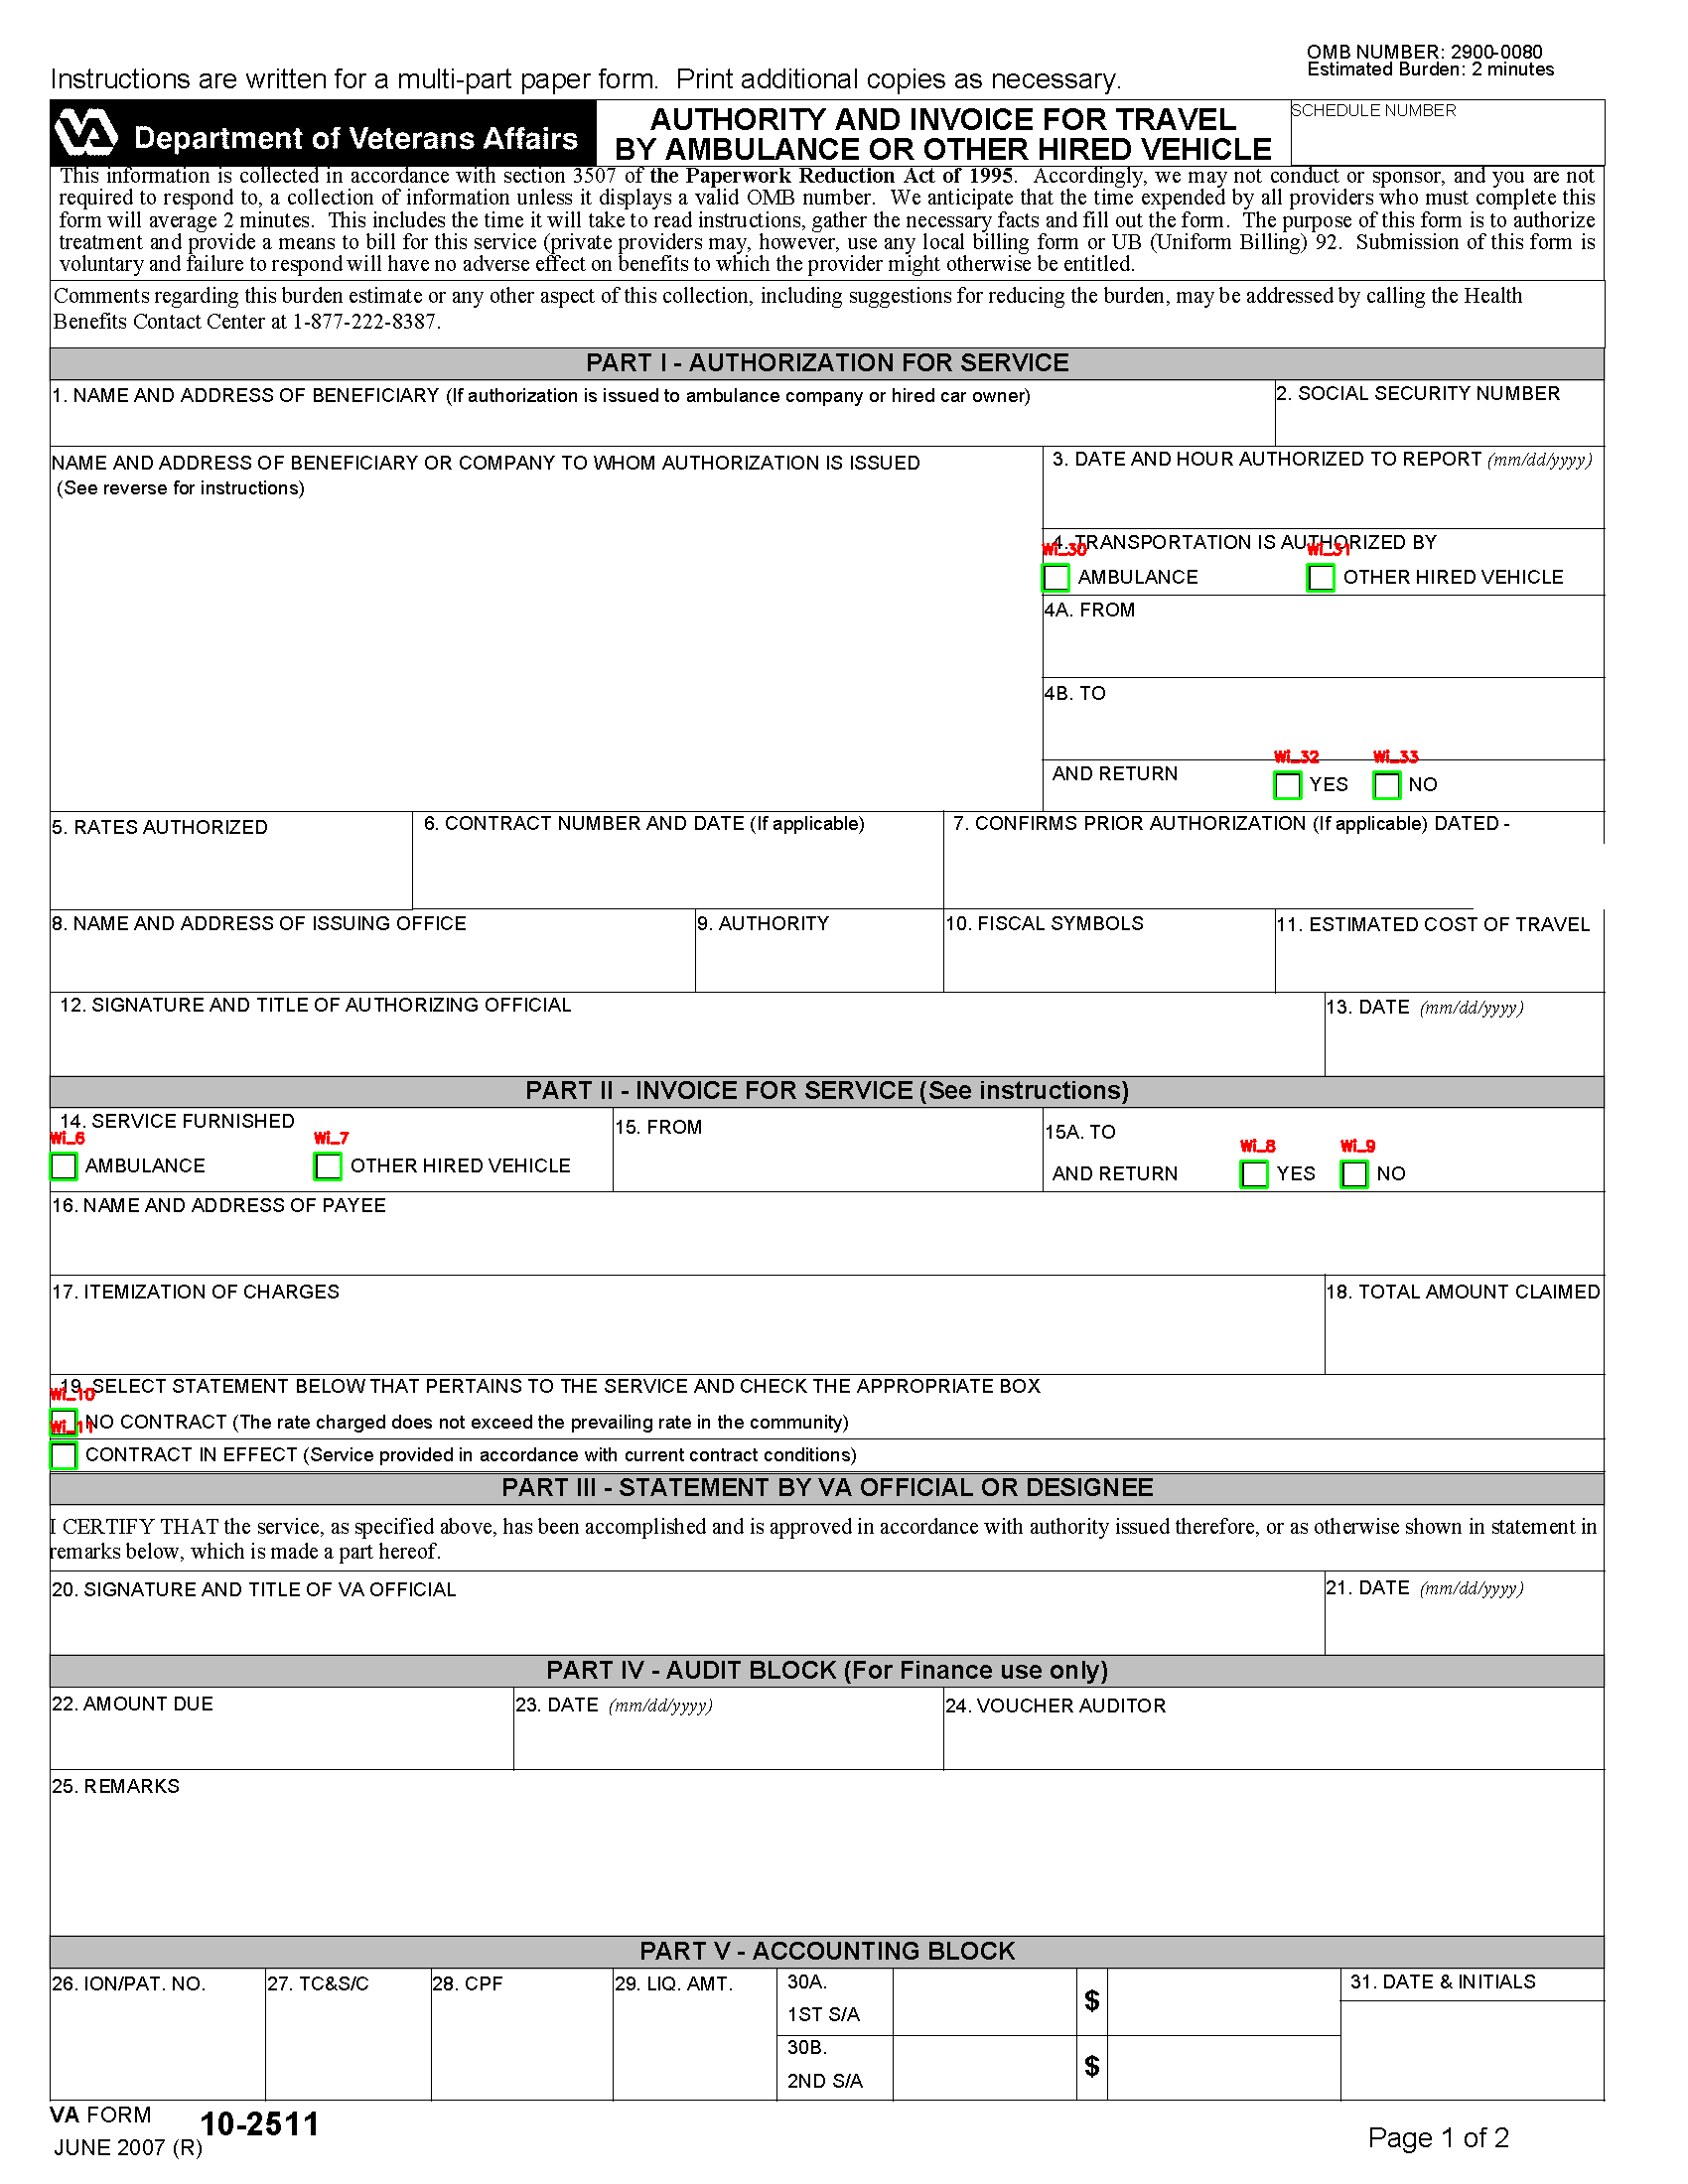 OMB NUMBER: 2900-0080
Estimated Burden: 2 minutes
Instructions are written for a multi-part paper form. Print additional copies as necessary.
VA Department of Veterans Affairs
AUTHORITY AND INVOICE FOR TRAVEL
BY AMBULANCE OR OTHER HIRED VEHICLE
SCHEDULE NUMBER
This information is collected in accordance with section 3507 of the Paperwork Reduction Act of 1995. Accordingly, we may not conduct or sponsor, and you are not
required to respond to, a collection of information unless it displays a valid OMB number. We anticipate that the time expended by all providers who must complete this
form will average 2 minutes. This includes the time it will take to read instructions, gather the necessary facts and fill out the form. The purpose of this form is to authorize
treatment and provide a means to bill for this service (private providers may, however, use any local billing form or UB (Uniform Billing) 92. Submission of this form is
voluntary and failure to respond will have no adverse effect on benefits to which the provider might otherwise be entitled.
Comments regarding this burden estimate or any other aspect of this collection, including suggestions for reducing the burden, may be addressed by calling the Health
Benefits Contact Center at 1-877-222-8387.
PART I - AUTHORIZATION FOR SERVICE
1. NAME AND ADDRESS OF BENEFICIARY (If authorization is issued to ambulance company or hired car owner)
2. SOCIAL SECURITY NUMBER
NAME AND ADDRESS OF BENEFICIARY OR COMPANY TO WHOM AUTHORIZATION IS ISSUED
(See reverse for instructions)
3. DATE AND HOUR AUTHORIZED TO REPORT (mm/dd/yyyy)
4. TRANSPORTATION IS AUTHORIZED BY
Wi_30 Wi_31
AMBULANCE OTHER HIRED VEHICLE
4A. FROM
4B. TO
Wi_32 Wi_33
AND RETURN YES NO
5. RATES AUTHORIZED
6. CONTRACT NUMBER AND DATE (If applicable)
7. CONFIRMS PRIOR AUTHORIZATION (If applicable) DATED -
8. NAME AND ADDRESS OF ISSUING OFFICE
9. AUTHORITY
10. FISCAL SYMBOLS
11. ESTIMATED COST OF TRAVEL
12. SIGNATURE AND TITLE OF AUTHORIZING OFFICIAL
13. DATE (mm/dd/yyyy)
PART II - INVOICE FOR SERVICE (See instructions)
14. SERVICE FURNISHED
Wi_6 Wi_7
AMBULANCE OTHER HIRED VEHICLE
15. FROM
15A. TO
Wi_8 Wi_9
AND RETURN YES NO
16. NAME AND ADDRESS OF PAYEE
17. ITEMIZATION OF CHARGES
18. TOTAL AMOUNT CLAIMED
19. SELECT STATEMENT BELOW THAT PERTAINS TO THE SERVICE AND CHECK THE APPROPRIATE BOX
Wi_10
NO CONTRACT (The rate charged does not exceed the prevailing rate in the community)
Wi_11
CONTRACT IN EFFECT (Service provided in accordance with current contract conditions)
PART III - STATEMENT BY VA OFFICIAL OR DESIGNEE
I CERTIFY THAT the service, as specified above, has been accomplished and is approved in accordance with authority issued therefore, or as otherwise shown in statement in
remarks below, which is made a part hereof.
20. SIGNATURE AND TITLE OF VA OFFICIAL
21. DATE (mm/dd/yyyy)
PART IV - AUDIT BLOCK (For Finance use only)
22. AMOUNT DUE
23. DATE (mm/dd/yyyy)
24. VOUCHER AUDITOR
25. REMARKS
PART V - ACCOUNTING BLOCK
26. ION/PAT. NO.
27. TC&S/C
28. CPF
29. LIQ. AMT.
30A.
1ST S/A
$
30B.
2ND S/A
$
31. DATE & INITIALS
VA FORM
JUNE 2007 (R)
10-2511
Page 1 of 2